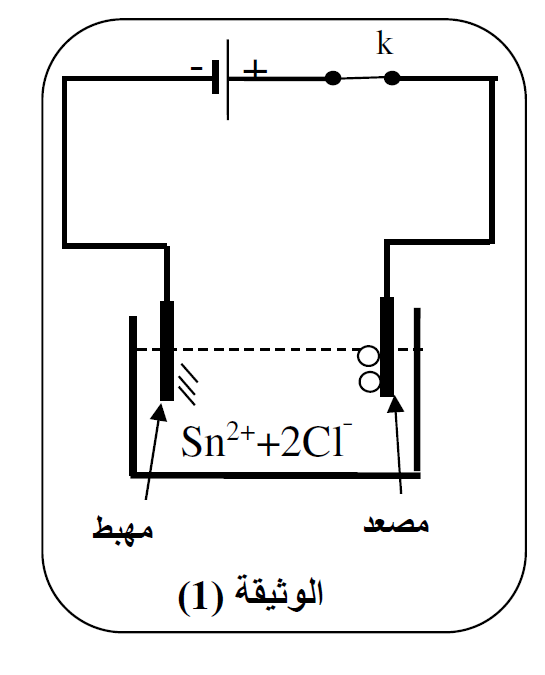 k
- +
Sn²⁺+2Cl⁻
مهبط
مصعد
الوثيقة (1)